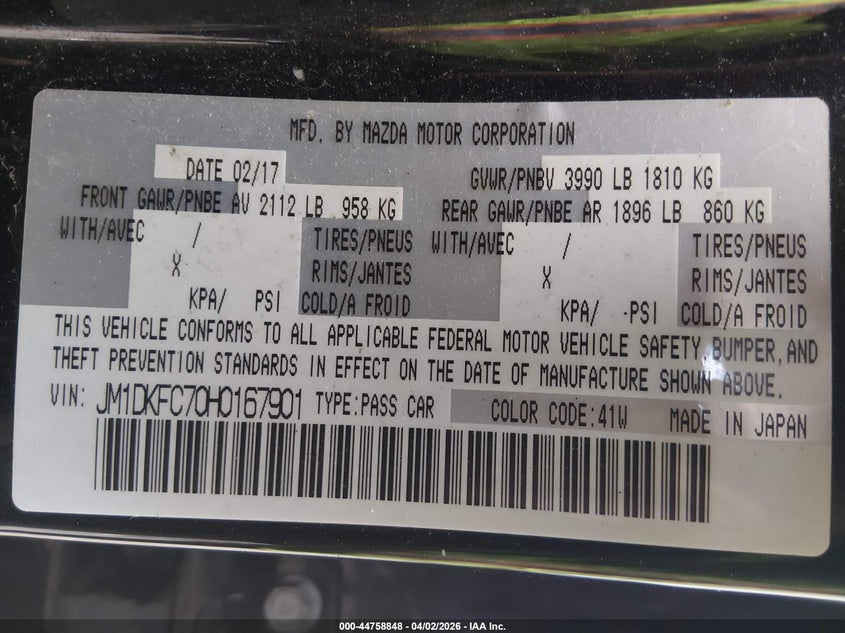 MFD. BY MAZDA MOTOR CORPORATION
DATE 02/17 GVWR/PNBV 3990 LB 1810 KG
FRONT GAWR/PNBE AV 2112 LB 958 KG REAR GAWR/PNBE AR 1896 LB 860 KG
WITH/AVEC / TIRES/PNEUS WITH/AVEC / TIRES/PNEUS
X RIMS/JANTES X RIMS/JANTES
KPA/ PSI COLD/A FROID KPA/ PSI COLD/A FROID
THIS VEHICLE CONFORMS TO ALL APPLICABLE FEDERAL MOTOR VEHICLE SAFETY, BUMPER, AND
THEFT PREVENTION STANDARDS IN EFFECT ON THE DATE OF MANUFACTURE SHOWN ABOVE.
VIN: JM1DKFC70H0167901 TYPE:PASS CAR COLOR CODE:41W MADE IN JAPAN
000-44758848 - 04/02/2026 - IAA Inc.